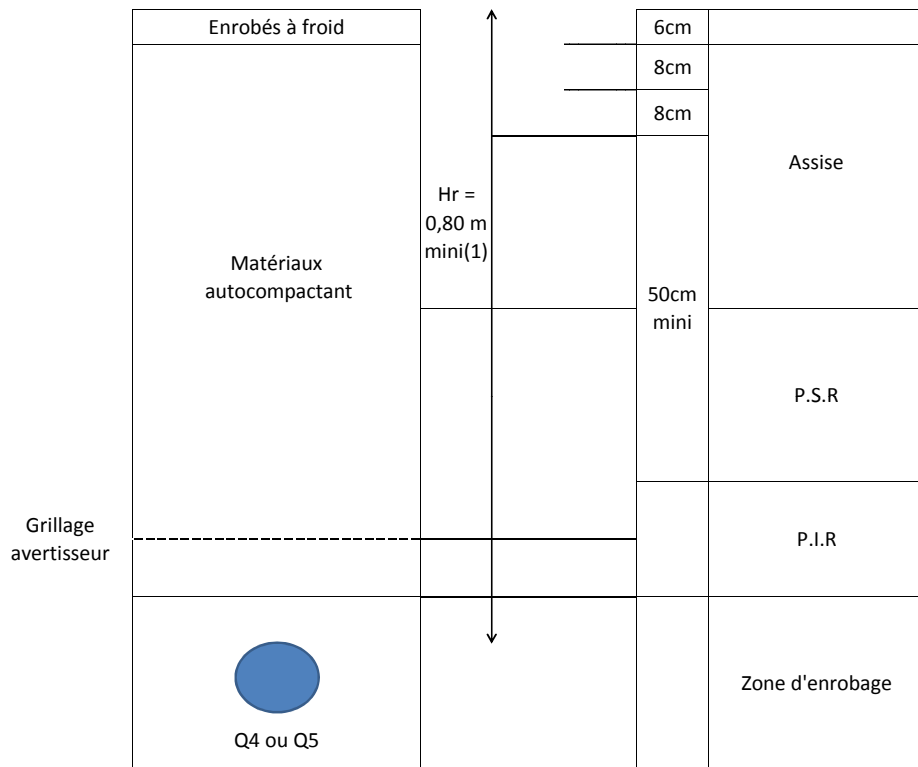 Enrobés à froid
6cm
8cm
8cm
Assise
Hr =
0,80 m
mini(1)
Matériaux
autocompactant
50cm
mini
P.S.R
Grillage
avertisseur
P.I.R
Zone d'enrobage
Q4 ou Q5